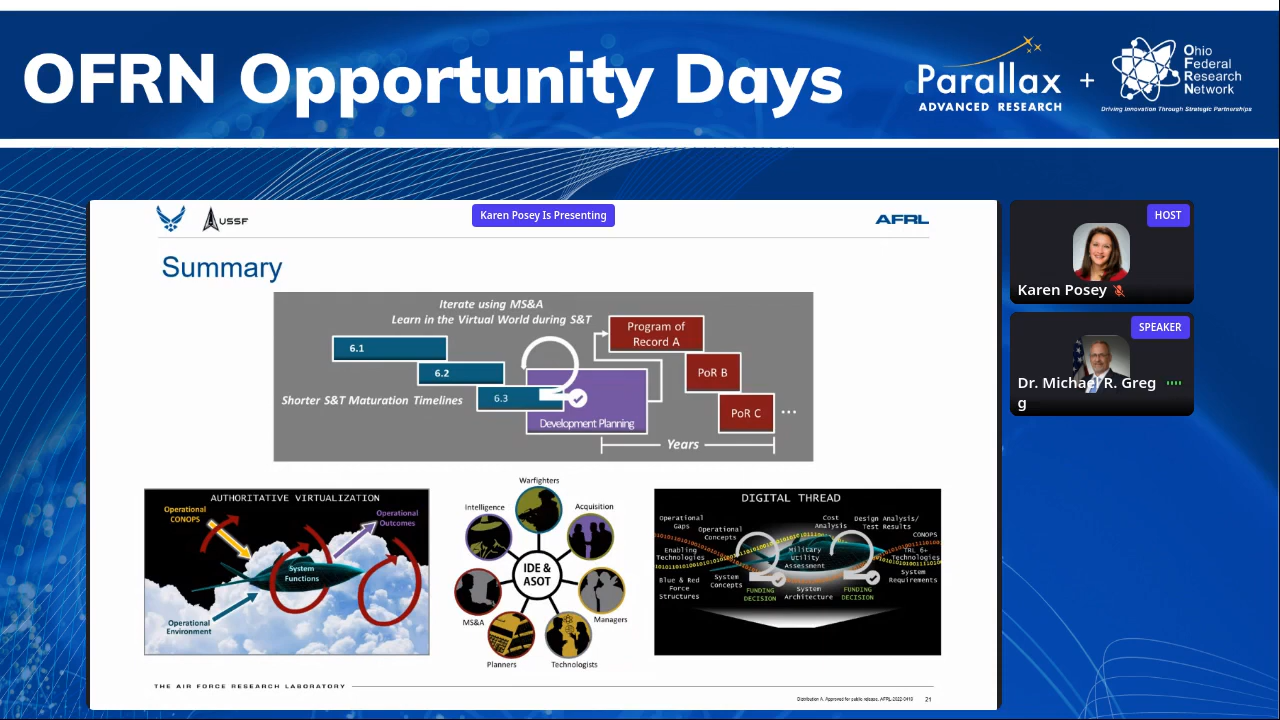 OFRN Opportunity Days
Parallax
ADVANCED RESEARCH
+
Ohio
Federal
Research
Network
Driving Innovation Through Strategic Partnerships
USSF
Karen Posey Is Presenting
AFRL
Summary
Iterate using MS&A
Learn in the Virtual World during S&T
6.1
6.2
6.3
Shorter S&T Maturation Timelines
Development Planning
Program of
Record A
PoR B
PoR C
...
Years
AUTHORITATIVE VIRTUALIZATION
Operational
CONOPS
Operational
Outcomes
System
Functions
Operational
Environment
Warfighters
Intelligence
Acquisition
IDE &
ASOT
MS&A
Managers
Planners
Technologists
DIGITAL THREAD
Operational
Gaps
Operational
Concepts
Cost
Analysis
Design Analysis/
Test Results
CONOPS
Enabling
Technologies
Military
Utility
Assessment
TRL 6+
Technologies
Blue & Red
Force
Structures
System
Concepts
System
Requirements
FUNDING
DECISION
System
Architecture
FUNDING
DECISION
THE AIR FORCE RESEARCH LABORATORY
Distribution A. Approved for public release, AFRL-2022-0418
21
HOST
Karen Posey
SPEAKER
Dr. Michael R. Greg
g